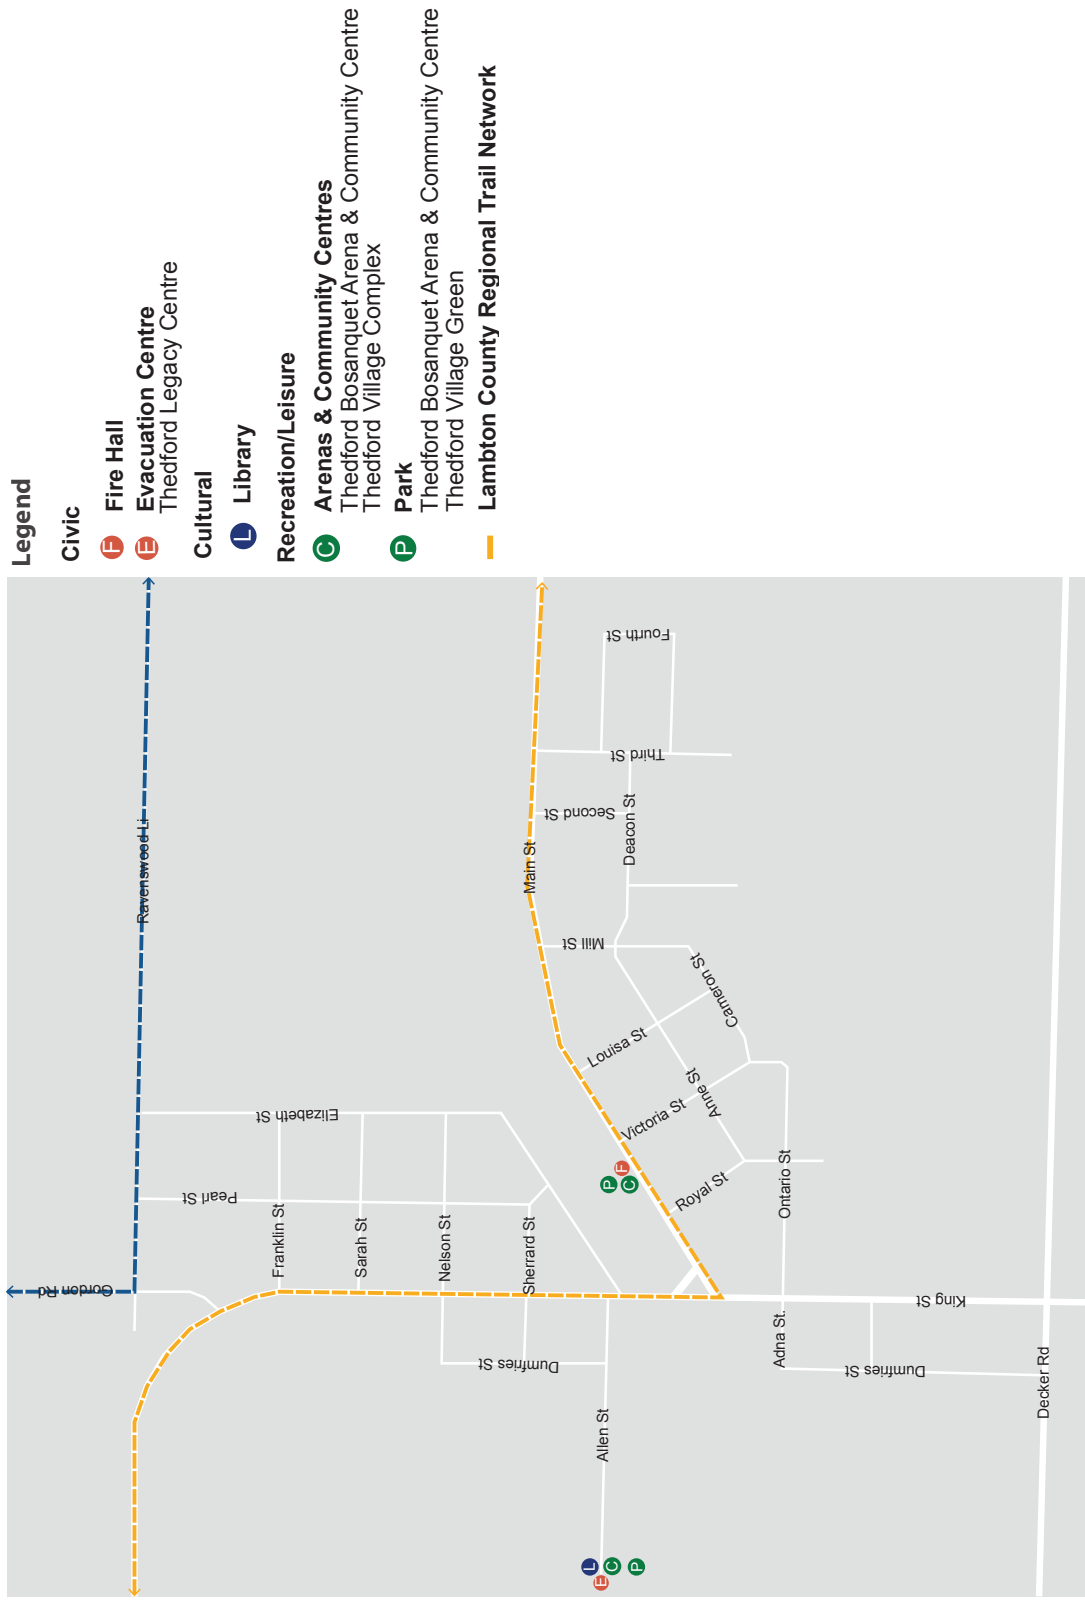 Legend
Civic
F Fire Hall
E Evacuation Centre
Thedford Legacy Centre
Cultural
L Library
Recreation/Leisure
C Arenas & Community Centres
Thedford Bosanquet Arena & Community Centre
Thedford Village Complex
P Park
Thedford Bosanquet Arena & Community Centre
Thedford Village Green
Lambton County Regional Trail Network
Gordon Rd
Ravenswood Li
Pearl St
Elizabeth St
Franklin St
Sarah St
Nelson St
Sherrard St
Dumfries St
Allen St
L
E
C
P
P
F
C
Main St
Fourth St
Third St
Second St
Deacon St
Mill St
Cameron St
Louisa St
Anne St
Victoria St
Royal St
Ontario St
Adna St.
King St
Dumfries St
Decker Rd